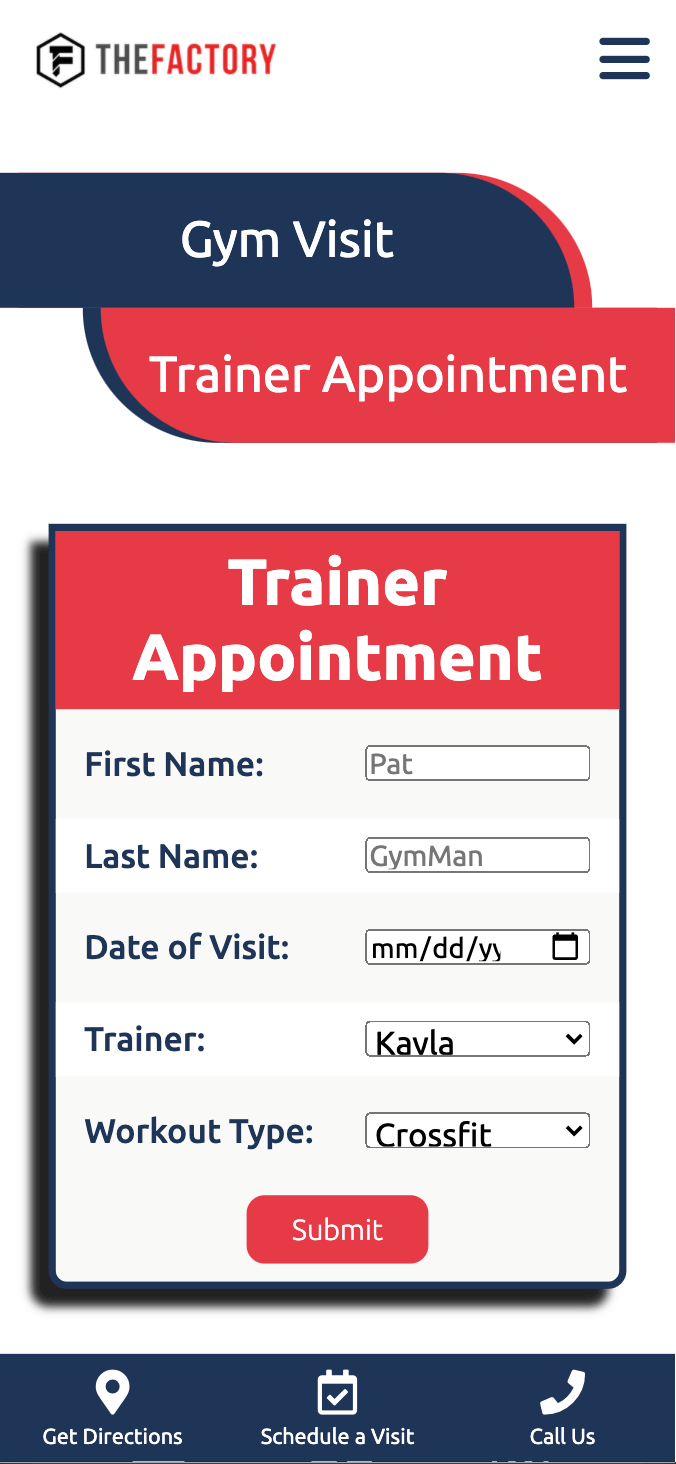 THEFACTORY
Gym Visit
Trainer Appointment
Trainer
Appointment
First Name: Pat
Last Name: GymMan
Date of Visit: mm/dd/yy
Trainer: Kayla
Workout Type: Crossfit
Submit
Get Directions Schedule a Visit Call Us